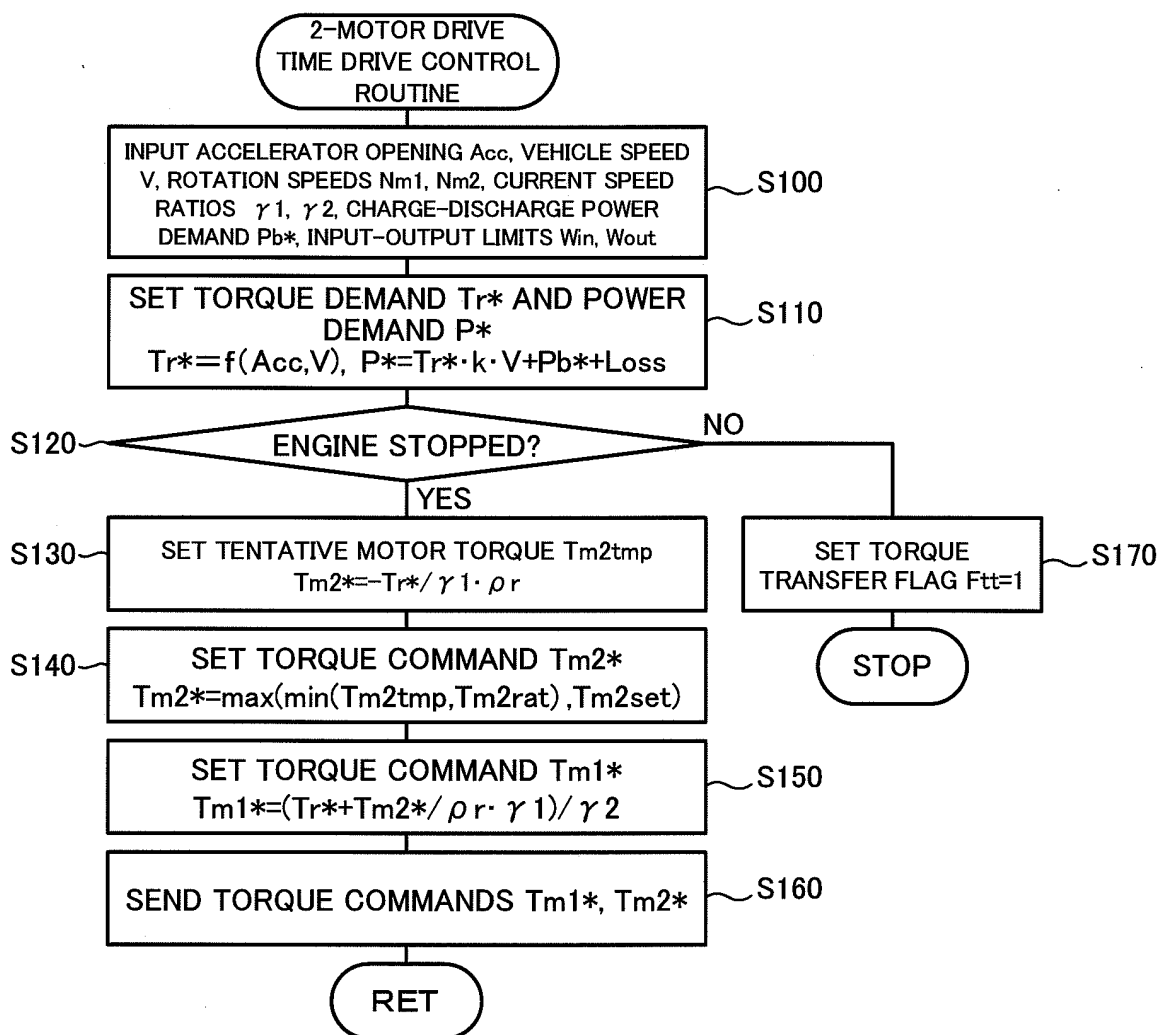 2-MOTOR DRIVE
TIME DRIVE CONTROL
ROUTINE
INPUT ACCELERATOR OPENING Acc, VEHICLE SPEED
V, ROTATION SPEEDS Nm1, Nm2, CURRENT SPEED
RATIOS γ1, γ2, CHARGE-DISCHARGE POWER
DEMAND Pb*, INPUT-OUTPUT LIMITS Win, Wout
S100
SET TORQUE DEMAND Tr* AND POWER
DEMAND P*
Tr*=f(Acc,V), P*=Tr*·k·V+Pb*+Loss
S110
S120
ENGINE STOPPED?
NO
YES
S130
SET TENTATIVE MOTOR TORQUE Tm2tmp
Tm2*=-Tr*/γ1·ρr
SET TORQUE
TRANSFER FLAG Ftt=1
S170
S140
SET TORQUE COMMAND Tm2*
Tm2*=max(min(Tm2tmp,Tm2rat),Tm2set)
STOP
SET TORQUE COMMAND Tm1*
Tm1*=(Tr*+Tm2*/ρr·γ1)/γ2
S150
SEND TORQUE COMMANDS Tm1*, Tm2*
S160
RET